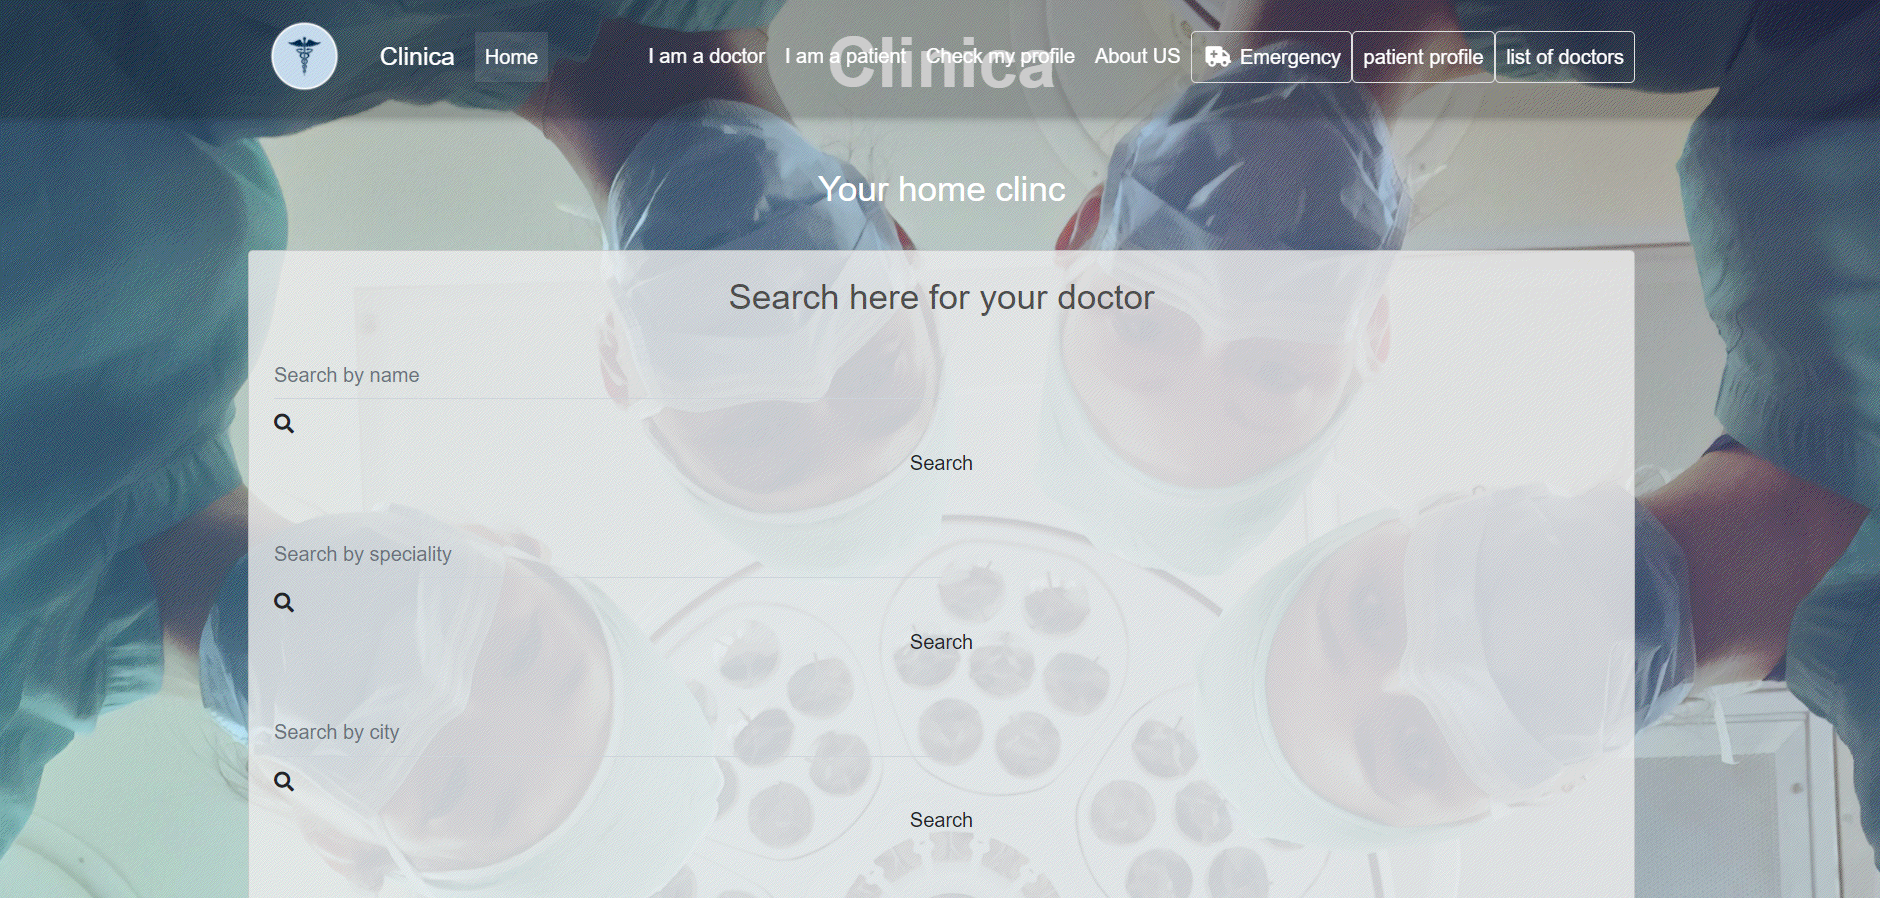 Clinica Home I am a doctor I am a patient Check my profile About US Emergency patient profile list of doctors
Clinica
Your home clinc
Search here for your doctor
Search by name
Search
Search by speciality
Search
Search by city
Search